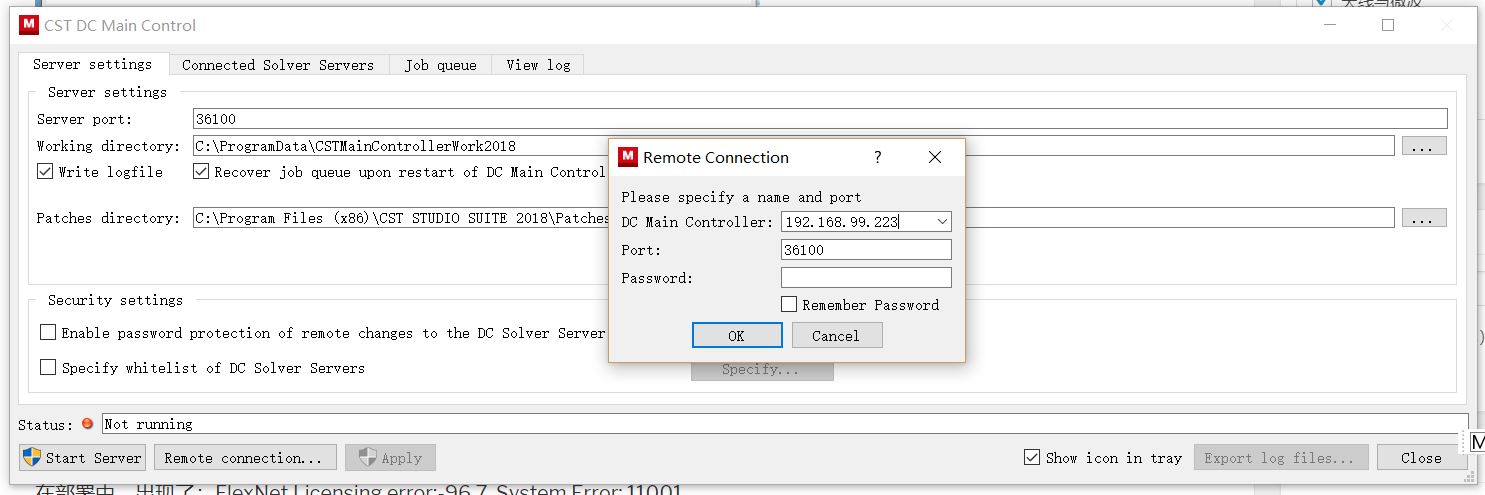 天线与微波
CST DC Main Control
Server settings
Connected Solver Servers
Job queue
View log
Server settings
Server port:
36100
Working directory:
C:\ProgramData\CSTMainControllerWork2018
...
Write logfile
Recover job queue upon restart of DC Main Control
Patches directory:
C:\Program Files (x86)\CST STUDIO SUITE 2018\Patches
...
Remote Connection
?
Please specify a name and port
DC Main Controller:
192.168.99.223
Port:
36100
Password:
Remember Password
OK
Cancel
Security settings
Enable password protection of remote changes to the DC Solver Server
Specify whitelist of DC Solver Servers
Specify...
Status:
Not running
Start Server
Remote connection...
Apply
Show icon in tray
Export log files...
Close
M
在部署中，出现了：FlexNet Licensing error:-96,7. System Error: 11001